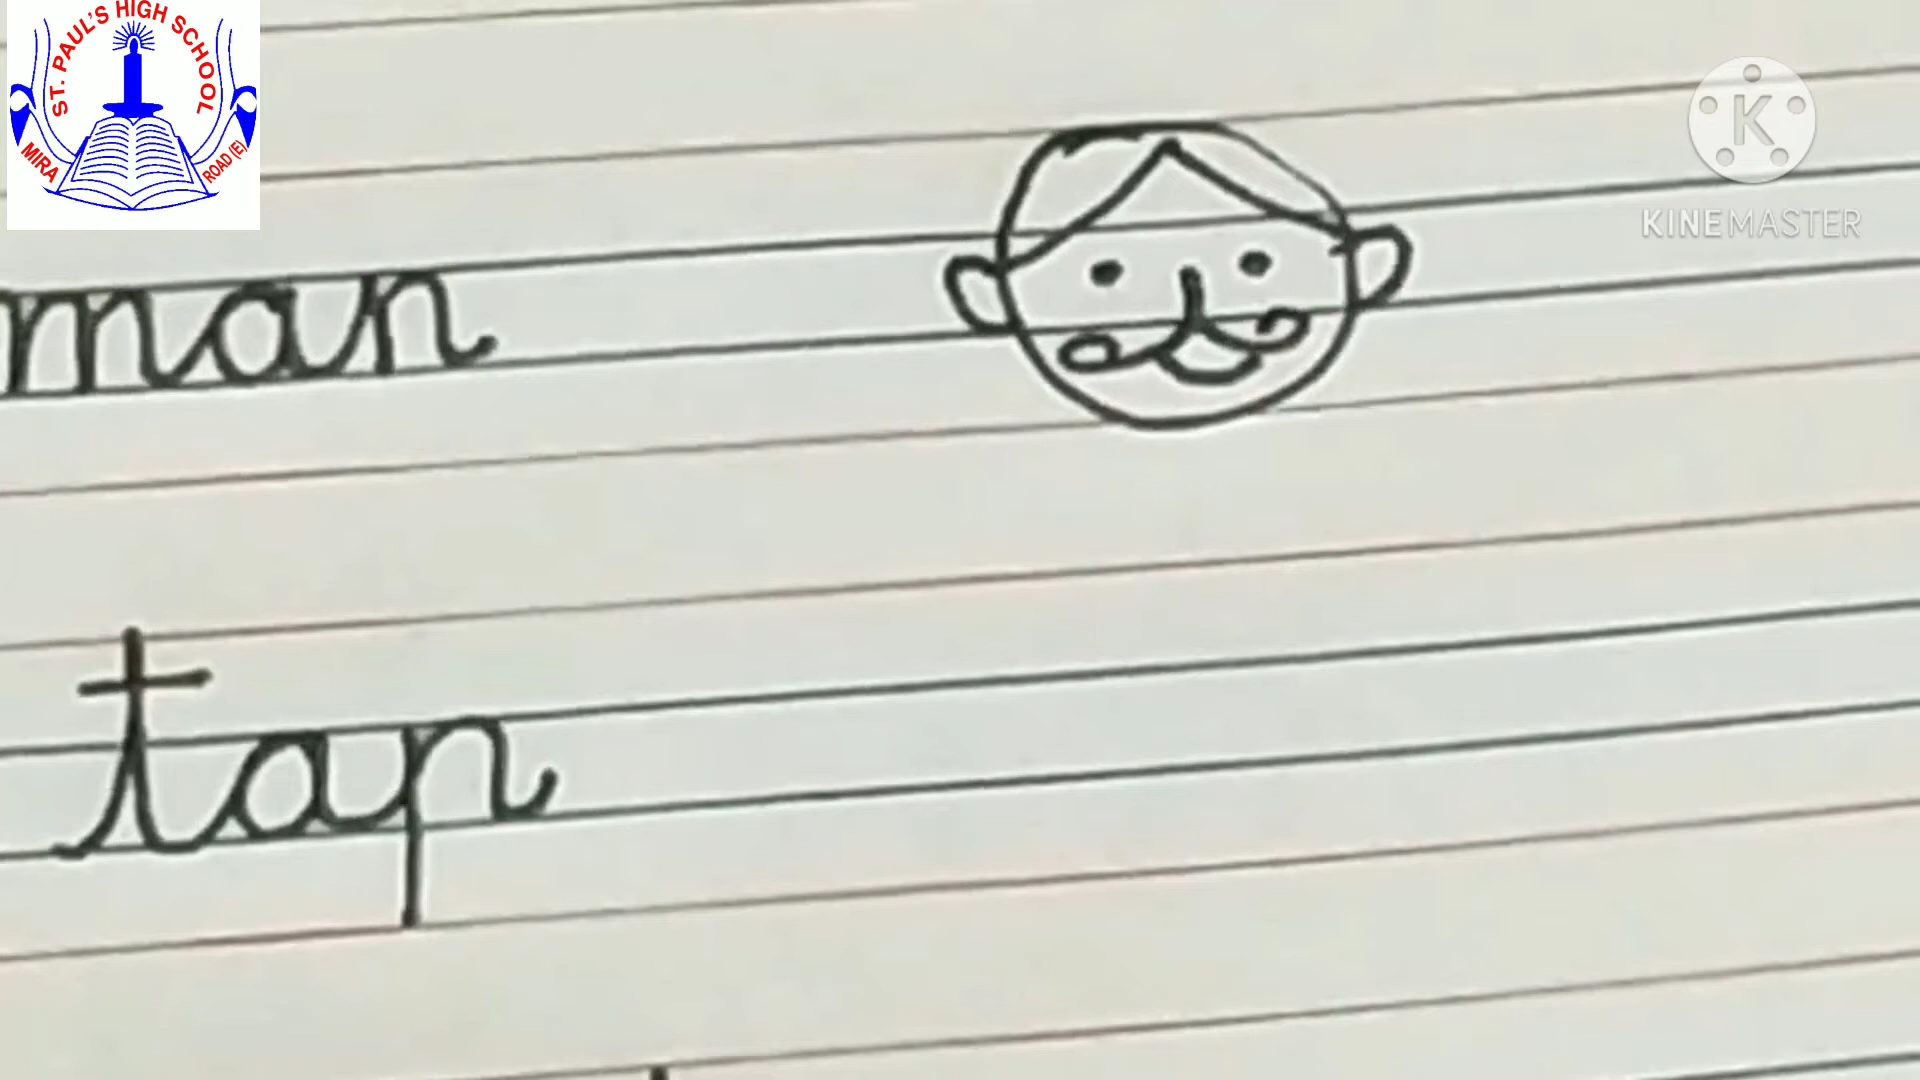 ST. PAUL'S HIGH SCHOOL
MIRA ROAD (E)
K
KINEMASTER
man
tap